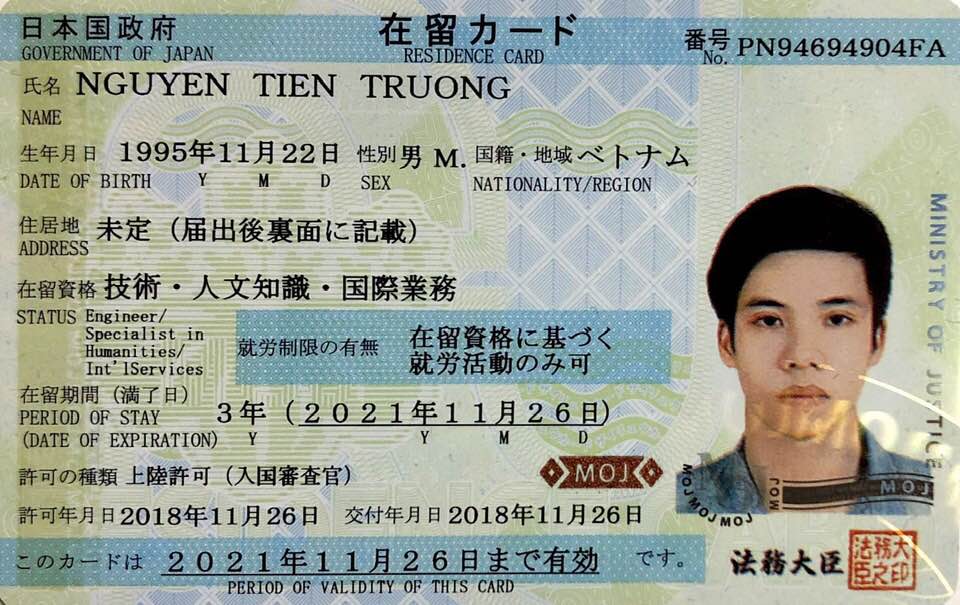 日本国政府 在留カード 番号 PN94694904FA
GOVERNMENT OF JAPAN RESIDENCE CARD No.
氏名 NGUYEN TIEN TRUONG
NAME
生年月日 1995年11月22日 性別 男 M. 国籍・地域 ベトナム
DATE OF BIRTH Y M D SEX NATIONALITY/REGION
住居地 未定（届出後裏面に記載）
ADDRESS
在留資格 技術・人文知識・国際業務
STATUS Engineer/
Specialist in
Humanities/
Int'lServices
就労制限の有無 在留資格に基づく
就労活動のみ可
在留期間（満了日）
PERIOD OF STAY 3年（2021年11月26日）
(DATE OF EXPIRATION) Y Y M D
許可の種類 上陸許可（入国審査官）
MOJ
許可年月日 2018年11月26日 交付年月日 2018年11月26日
このカードは 2021年11月26日まで有効 です。
PERIOD OF VALIDITY OF THIS CARD
MINISTRY OF JUSTICE
MOJ
MOJ MOJ MOJ MOJ
法務大臣
法務大
臣之印